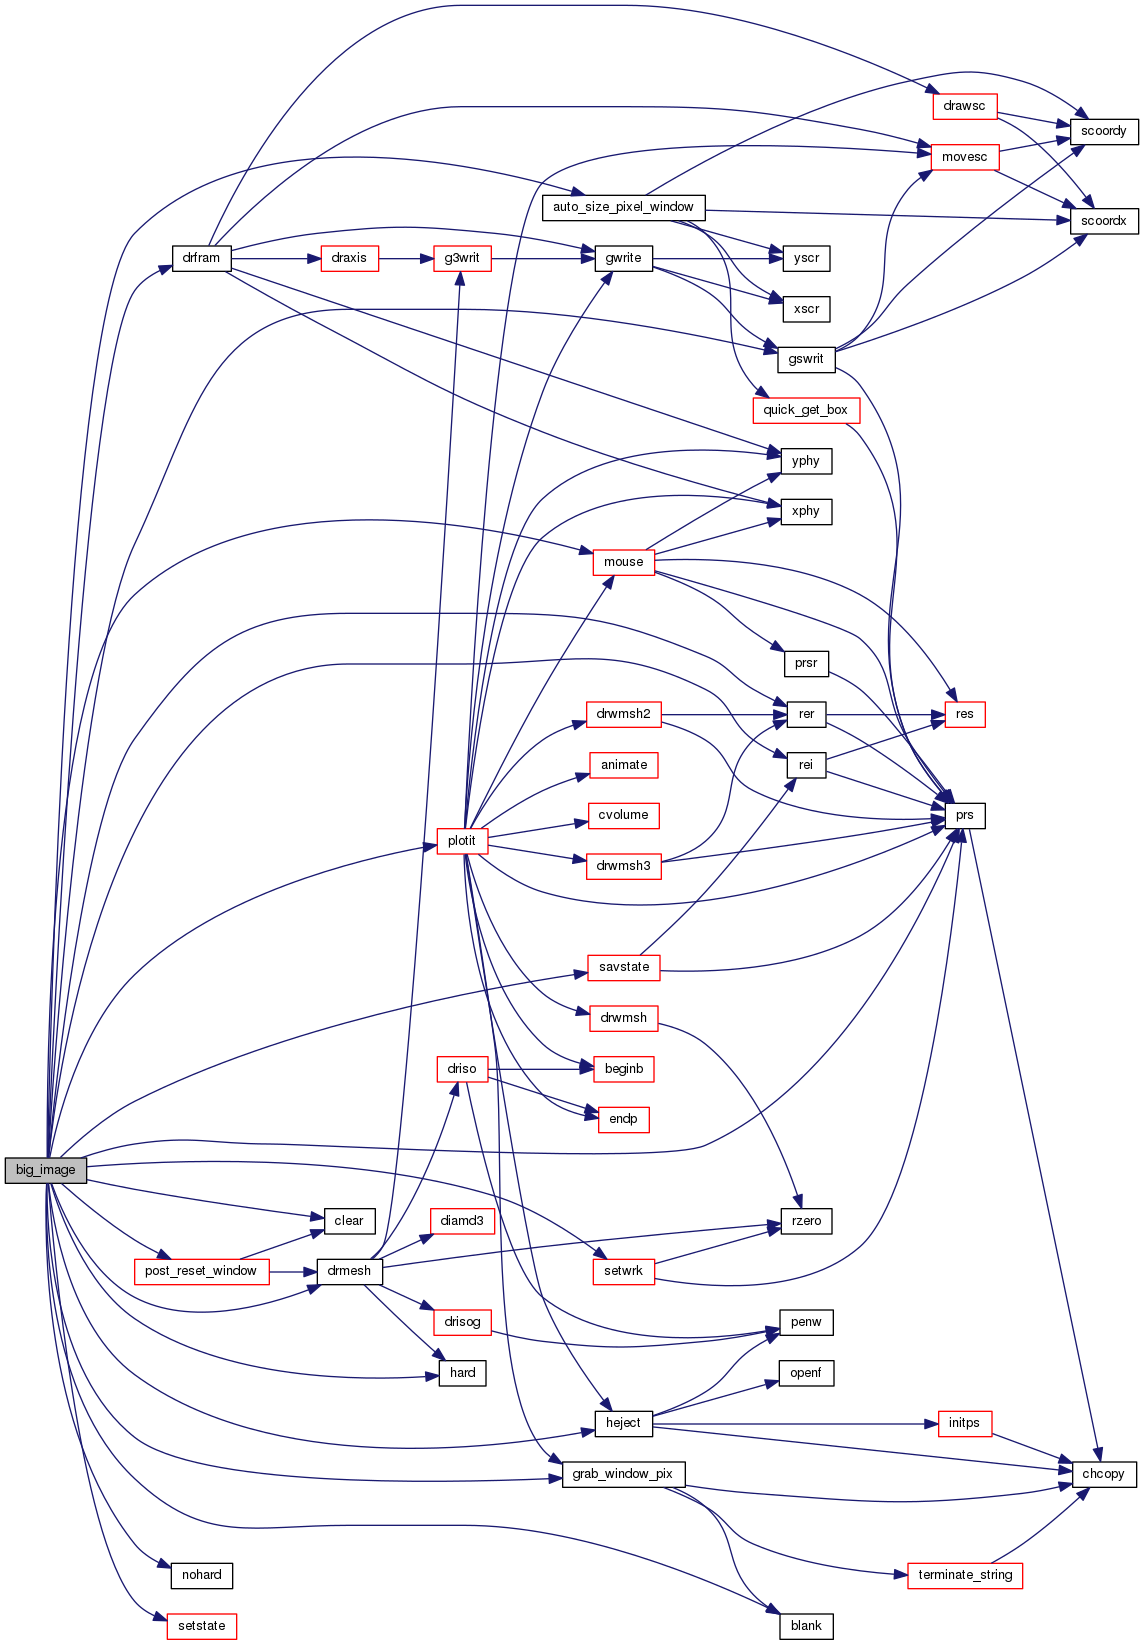 drawsc
scoordy
movesc
auto_size_pixel_window
scoordx
drfram
draxis
g3writ
gwrite
yscr
xscr
gswrit
quick_get_box
yphy
xphy
mouse
prsr
drwmsh2
rer
res
animate
rei
cvolume
prs
plotit
drwmsh3
savstate
drwmsh
driso
beginb
endp
big_image
clear
diamd3
rzero
post_reset_window
drmesh
setwrk
drisog
penw
hard
openf
heject
initps
grab_window_pix
chcopy
nohard
terminate_string
setstate
blank